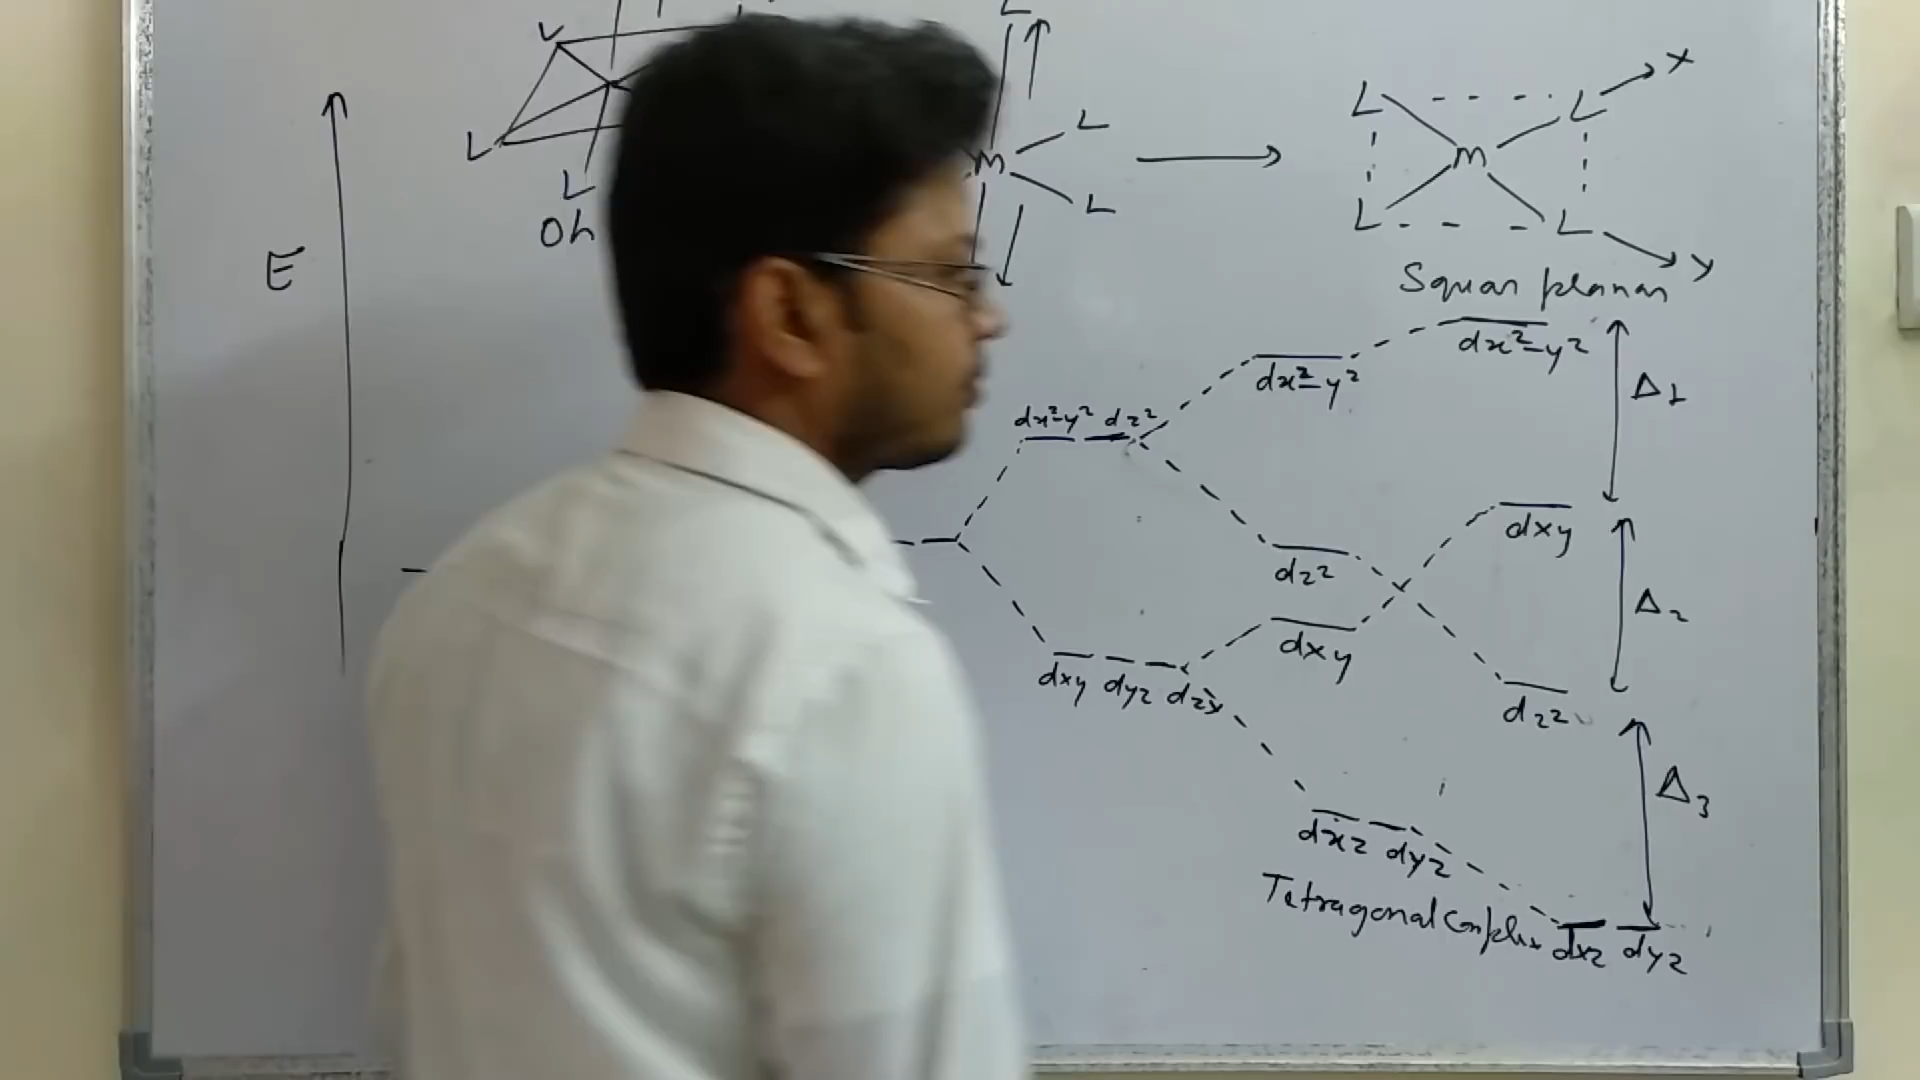 L
L
L
L
Oh
E
L
M
L
L
L
L
X
M
L
L
Y
Squar planar
dx²-y²
Δ1
dx²-y²
dx²-y² dz²
dxy
dz²
Δ2
dxy
dxy dyz dzx
dz²
Δ3
dxz dyz
Tetragonal Complex
dxz dyz